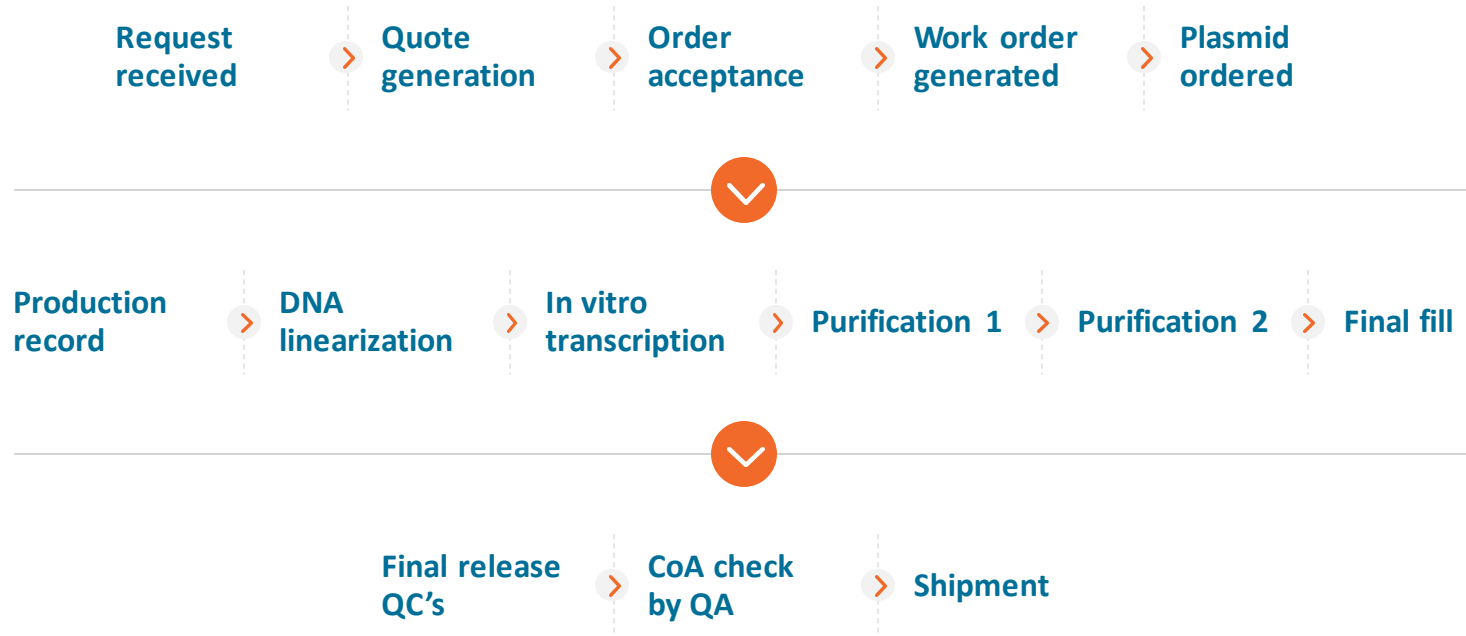 Request
received
Quote
generation
Order
acceptance
Work order
generated
Plasmid
ordered
Production
record
DNA
linearization
In vitro
transcription
Purification 1
Purification 2
Final fill
Final release
QC’s
CoA check
by QA
Shipment